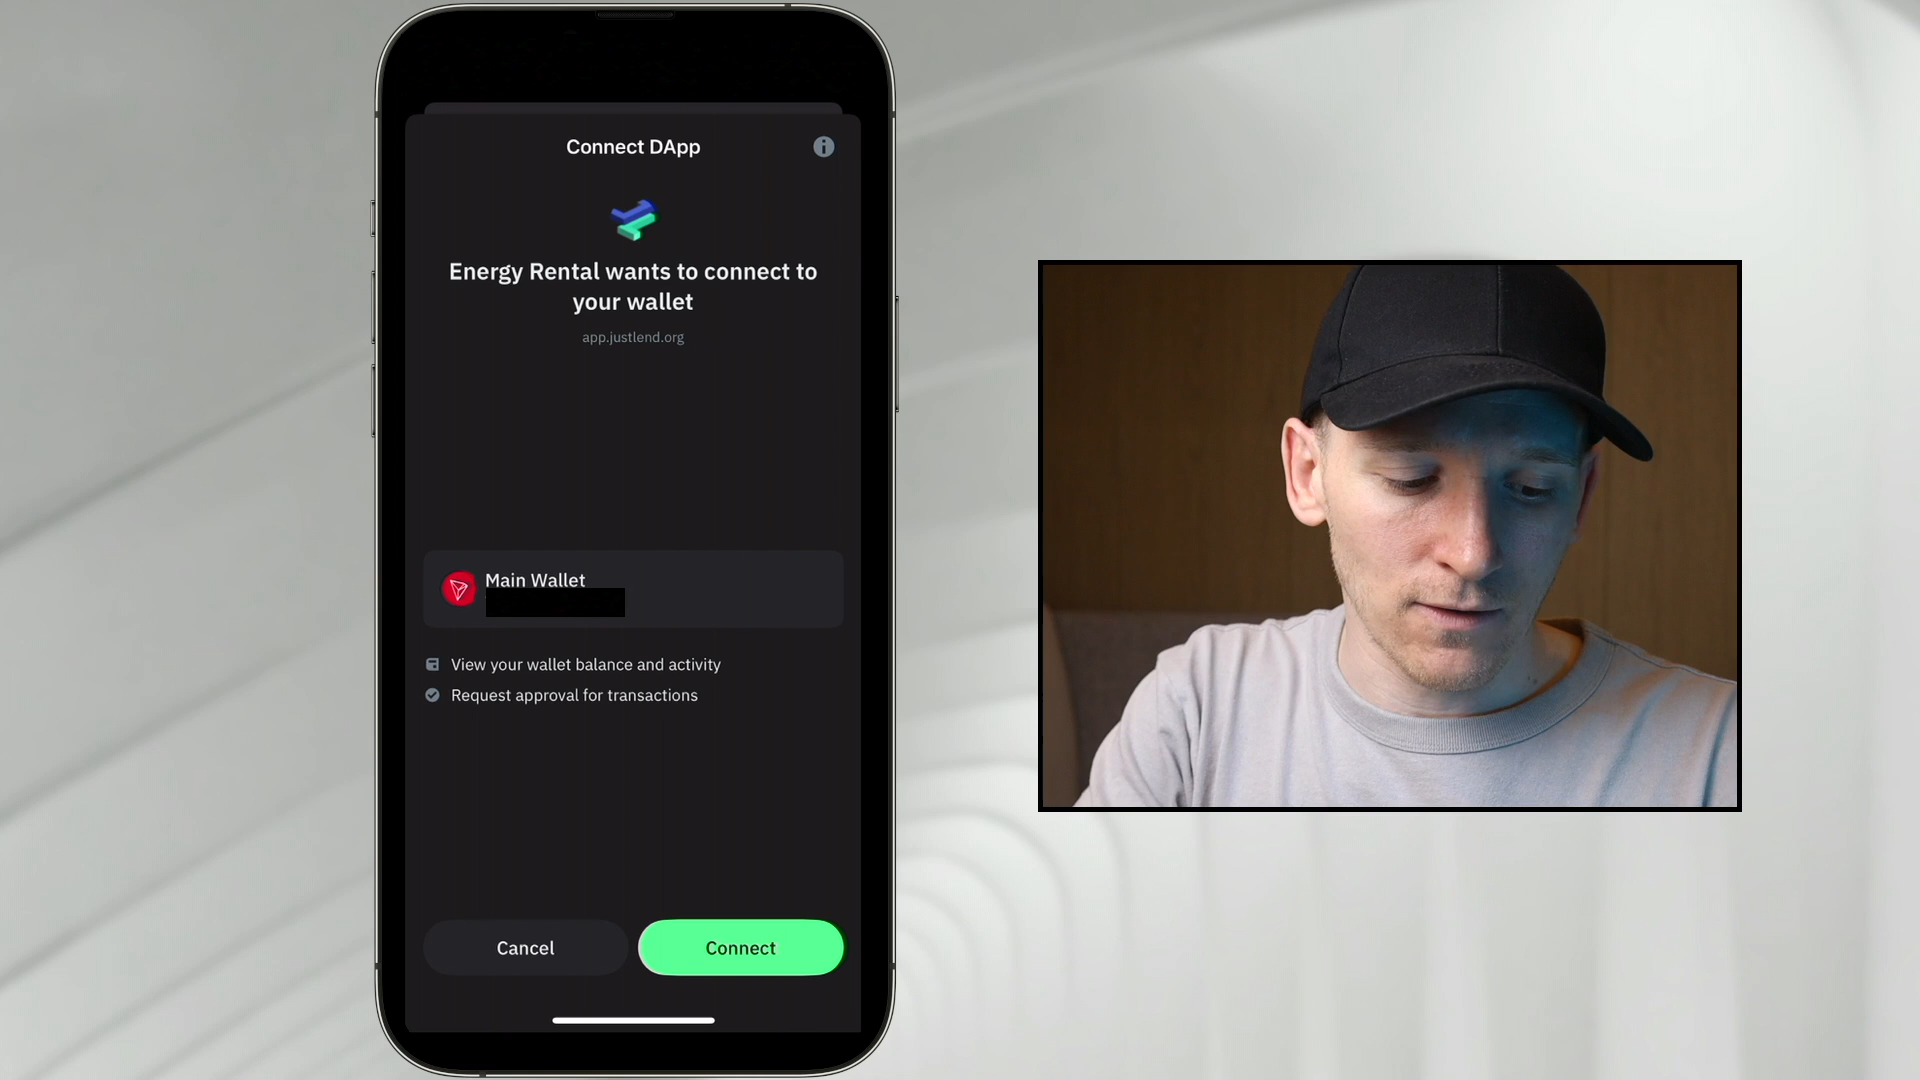 Connect DApp
Energy Rental wants to connect to
your wallet
app.justlend.org
Main Wallet
View your wallet balance and activity
Request approval for transactions
Cancel
Connect